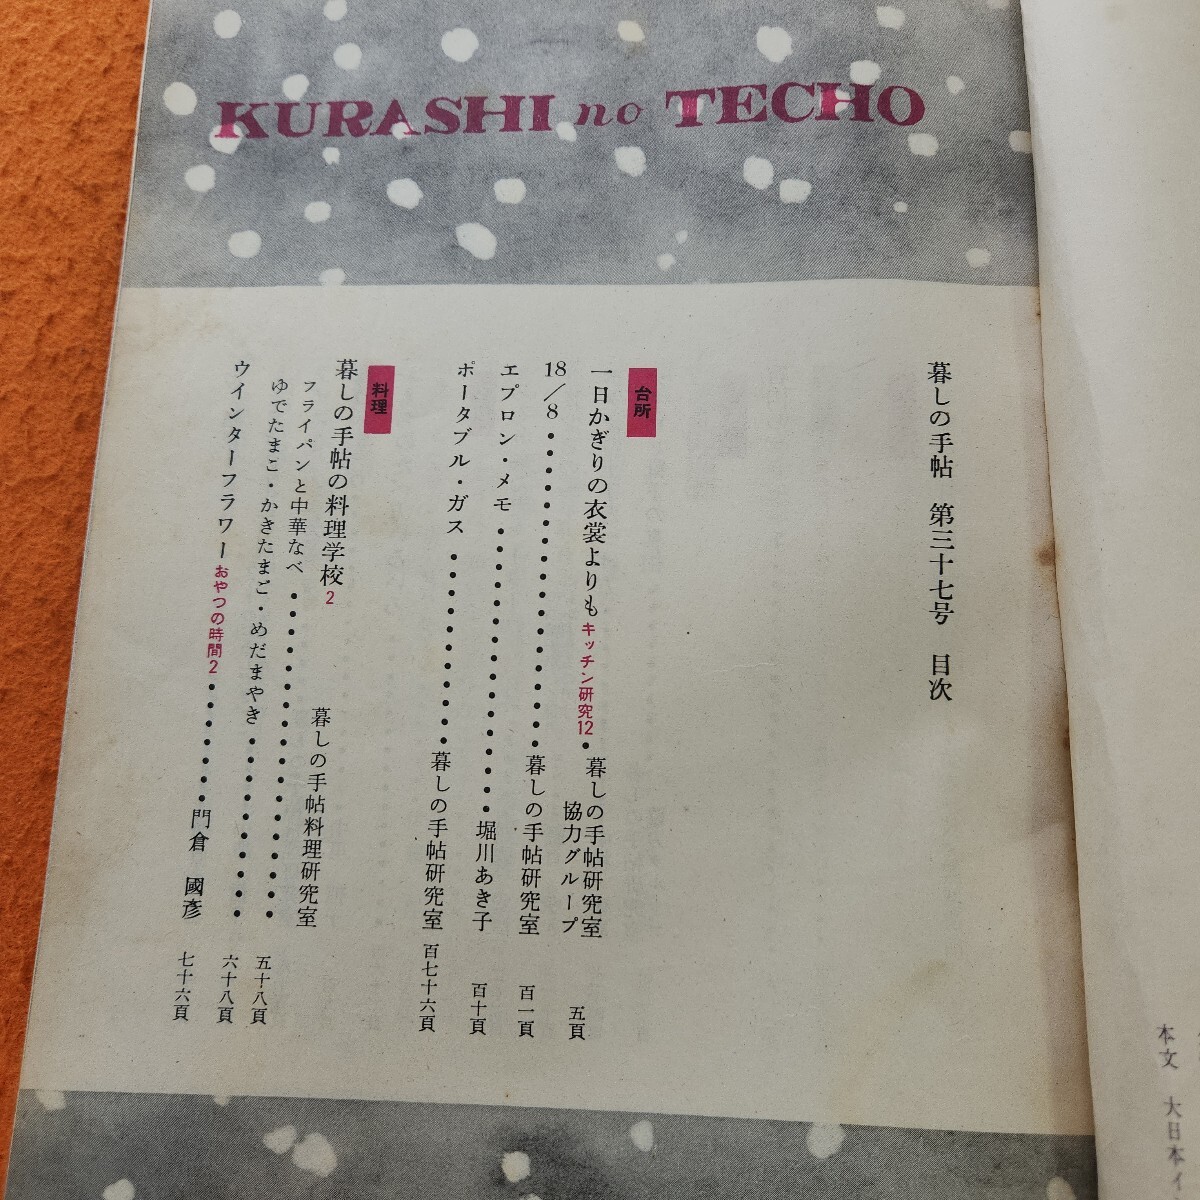 KURASHI no TECHO
暮しの手帖 第三十七号 目次
台所
一日かぎりの衣裳よりも キッチン研究12・暮しの手帖研究室
協力グループ 五頁
18/8・・・・・・・・・・・・・・・・・・暮しの手帖研究室 百一頁
エプロン・メモ・・・・・・・・・・・・・・・・堀川あき子 百十頁
ポータブル・ガス・・・・・・・・・・・暮しの手帖研究室 百七十六頁
料理
暮しの手帖の料理学校 2 暮しの手帖料理研究室
フライパンと中華なべ・・・・・・・・・・・・・・・・・・ 五十八頁
ゆでたまこ・かきたまご・めだまやき・・・・・・・・・・ 六十八頁
ウインターフラワー おやつの時間2・・・・・・・門倉 國彦 七十六頁
本文 大日本イ